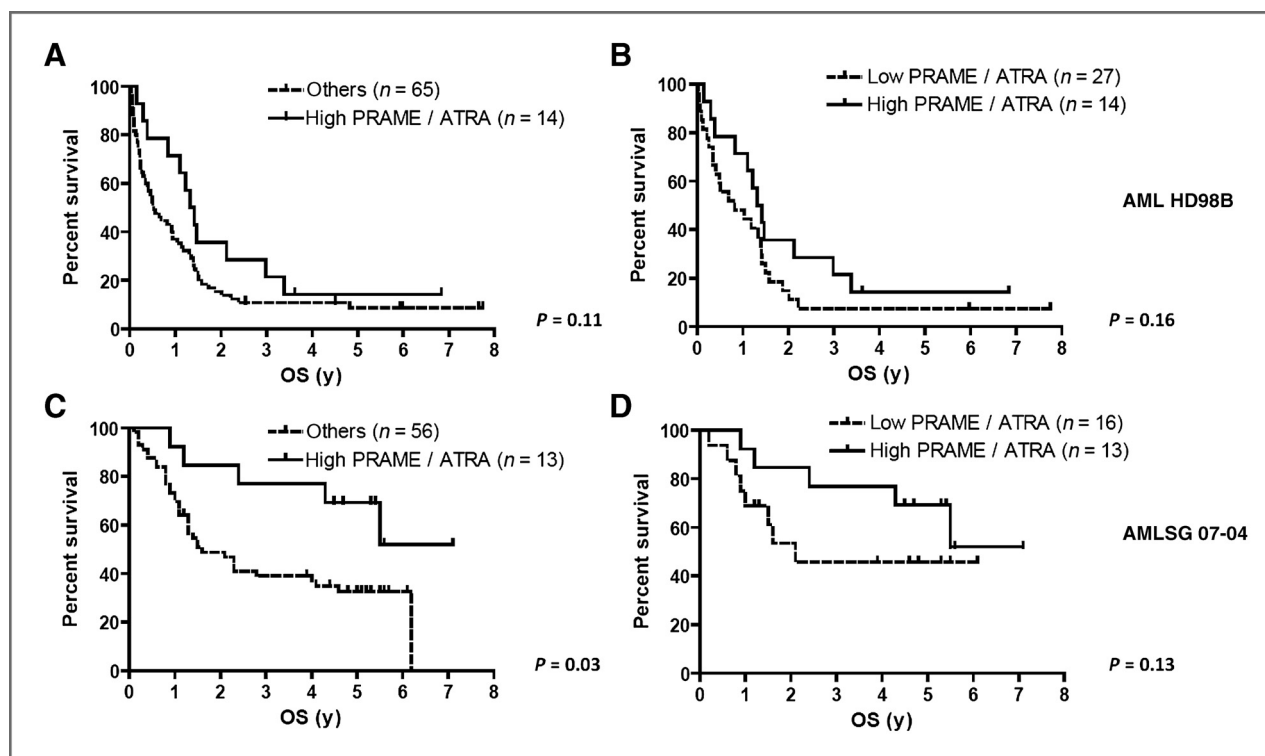 A
Others (n = 65)
High PRAME / ATRA (n = 14)
Percent survival
100
80
60
40
20
0
0 1 2 3 4 5 6 7 8
OS (y)
P = 0.11
B
Low PRAME / ATRA (n = 27)
High PRAME / ATRA (n = 14)
Percent survival
100
80
60
40
20
0
0 1 2 3 4 5 6 7 8
OS (y)
AML HD98B
P = 0.16
C
Others (n = 56)
High PRAME / ATRA (n = 13)
Percent survival
100
80
60
40
20
0
0 1 2 3 4 5 6 7 8
OS (y)
P = 0.03
D
Low PRAME / ATRA (n = 16)
High PRAME / ATRA (n = 13)
Percent survival
100
80
60
40
20
0
0 1 2 3 4 5 6 7 8
OS (y)
AMLSG 07-04
P = 0.13